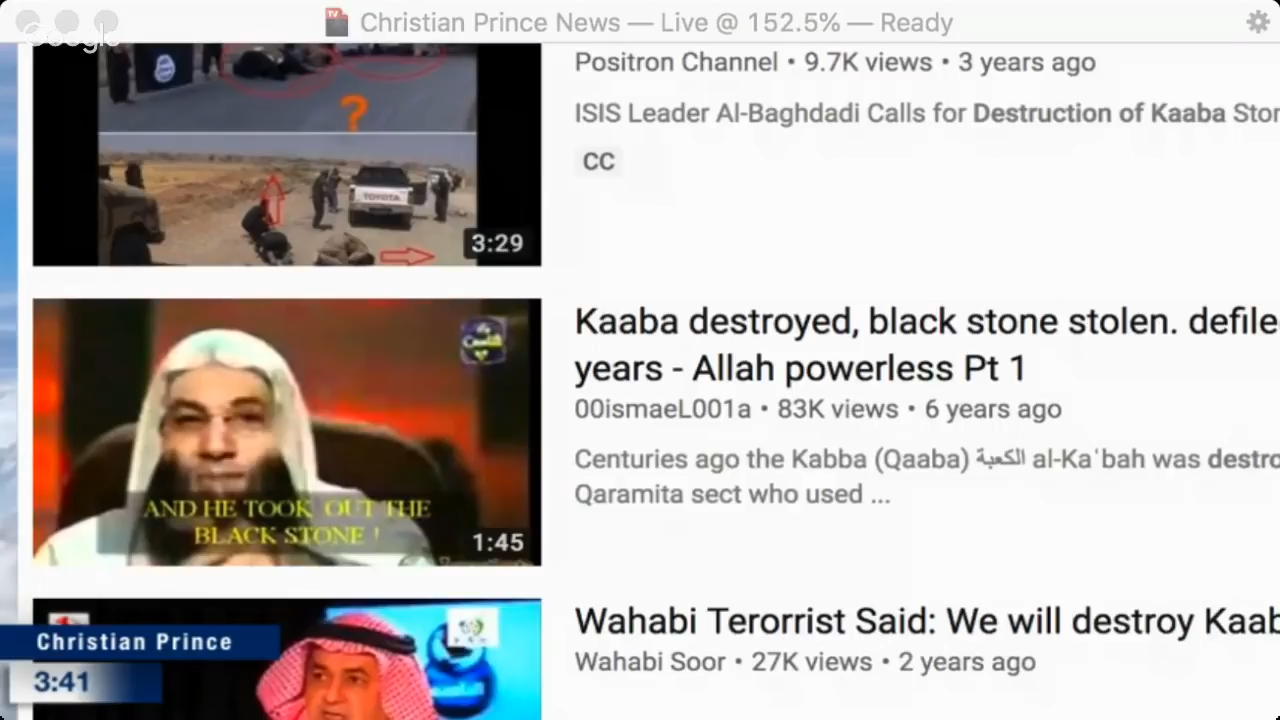 Christian Prince News — Live @ 152.5% — Ready
Google
Positron Channel • 9.7K views • 3 years ago
ISIS Leader Al-Baghdadi Calls for Destruction of Kaaba Stor
CC
?
TOYOTA
3:29
Kaaba destroyed, black stone stolen. defile
years - Allah powerless Pt 1
00ismaeL001a • 83K views • 6 years ago
Centuries ago the Kabba (Qaaba) الكعبة al-Kaʿbah was destro
Qaramita sect who used ...
AND HE TOOK OUT THE
BLACK STONE !
1:45
Wahabi Terorrist Said: We will destroy Kaab
Wahabi Soor • 27K views • 2 years ago
Christian Prince
3:41